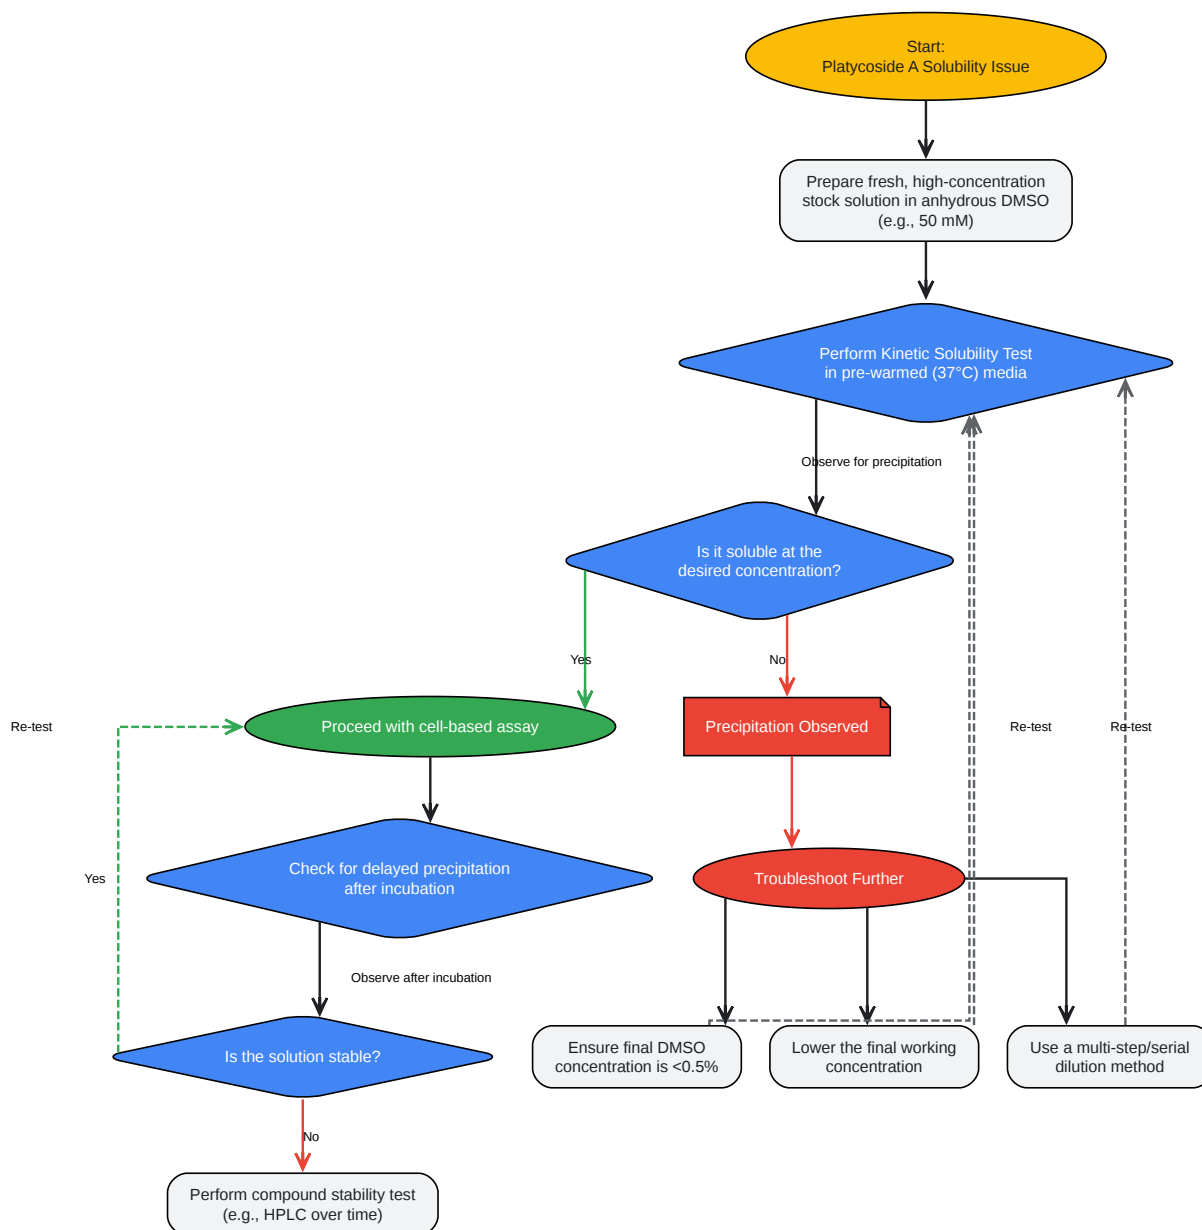 Start:
Platycoside A Solubility Issue
Prepare fresh, high-concentration
stock solution in anhydrous DMSO
(e.g., 50 mM)
Perform Kinetic Solubility Test
in pre-warmed (37°C) media
Observe for precipitation
Is it soluble at the
desired concentration?
Yes
No
Re-test
Proceed with cell-based assay
Precipitation Observed
Re-test
Re-test
Yes
Check for delayed precipitation
after incubation
Troubleshoot Further
Observe after incubation
Is the solution stable?
Ensure final DMSO
concentration is <0.5%
Lower the final working
concentration
Use a multi-step/serial
dilution method
No
Perform compound stability test
(e.g., HPLC over time)